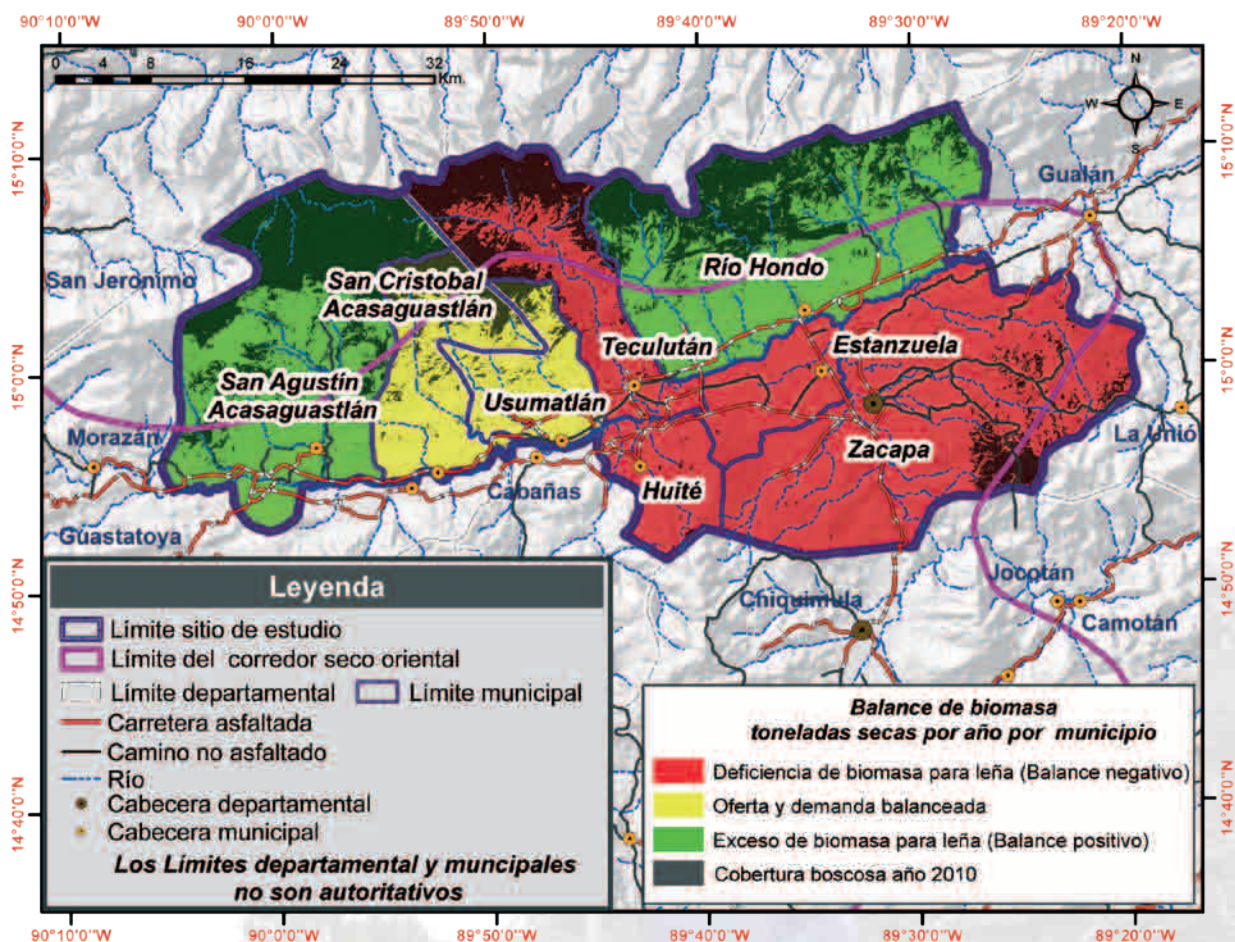 90°10'0"W 90°0'0"W 89°50'0"W 89°40'0"W 89°30'0"W 89°20'0"W
0 4 8 16 24 32
Km.
N
W E
S
15°10'0"N
15°10'0"N
Gualán
San Jeronimo
San Cristobal
Acasaguastlán
Río Hondo
Teculután
Estanzuela
15°0'0"N
15°0'0"N
San Agustín
Acasaguastlán
Usumatlán
Morazán
La Unió
Zacapa
Cabañas
Huité
Guastatoya
14°50'0"N
14°50'0"N
Jocotán
Chiquimula
Camotán
Leyenda
Límite sitio de estudio
Límite del corredor seco oriental
Límite departamental Límite municipal
Carretera asfaltada
Camino no asfaltado
Río
Cabecera departamental
Cabecera municipal
Los Límites departamental y muncipales
no son autoritativos
14°40'0"N
14°40'0"N
Balance de biomasa
toneladas secas por año por municipio
Deficiencia de biomasa para leña (Balance negativo)
Oferta y demanda balanceada
Exceso de biomasa para leña (Balance positivo)
Cobertura boscosa año 2010
90°10'0"W 90°0'0"W 89°50'0"W 89°40'0"W 89°30'0"W 89°20'0"W